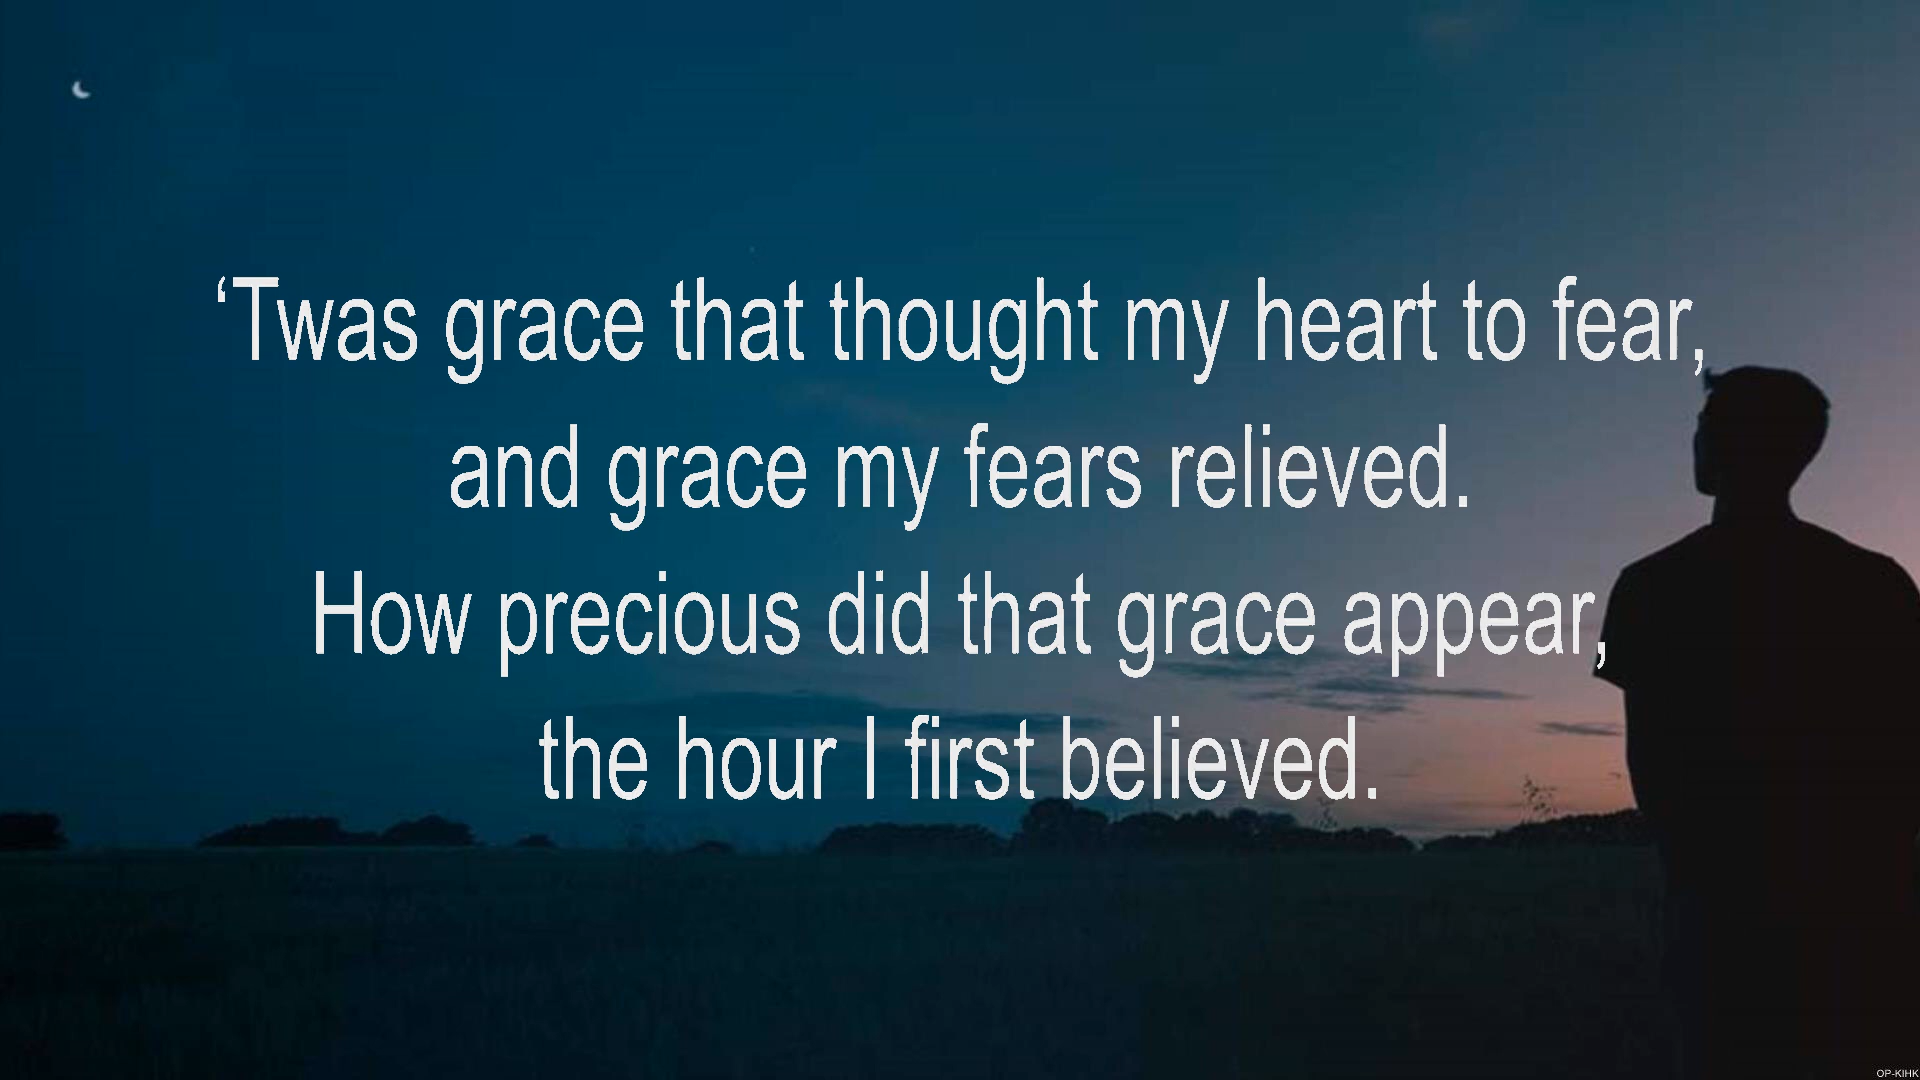 ‘Twas grace that thought my heart to fear,
and grace my fears relieved.
How precious did that grace appear,
the hour I first believed.
OP-KIHK